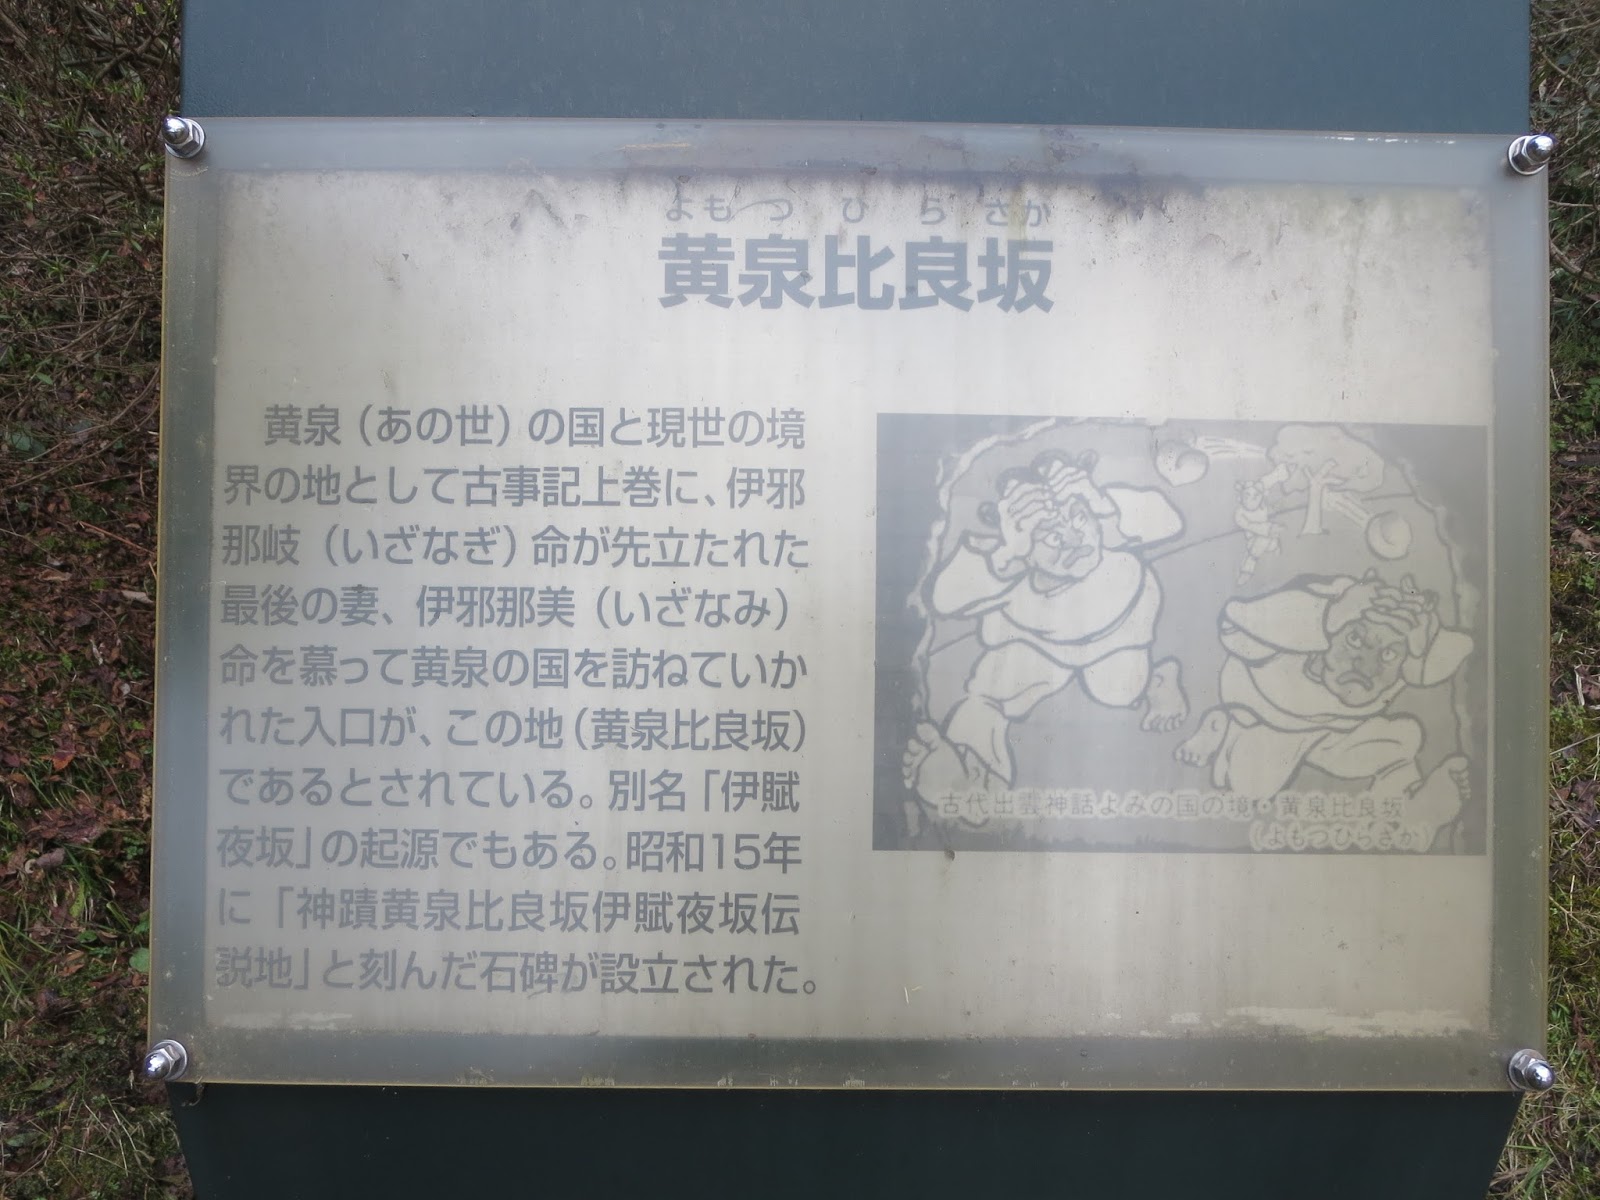 よもつひらさか
黄泉比良坂
黄泉（あの世）の国と現世の境
界の地として古事記上巻に、伊邪
那岐（いざなぎ）命が先立たれた
最後の妻、伊邪那美（いざなみ）
命を慕って黄泉の国を訪ねていか
れた入口が、この地（黄泉比良坂）
であるとされている。別名「伊賦
夜坂」の起源でもある。昭和15年
に「神蹟黄泉比良坂伊賦夜坂伝
説地」と刻んだ石碑が設立された。
古代出雲神話よみの国の境・黄泉比良坂
（よもつひらさか）